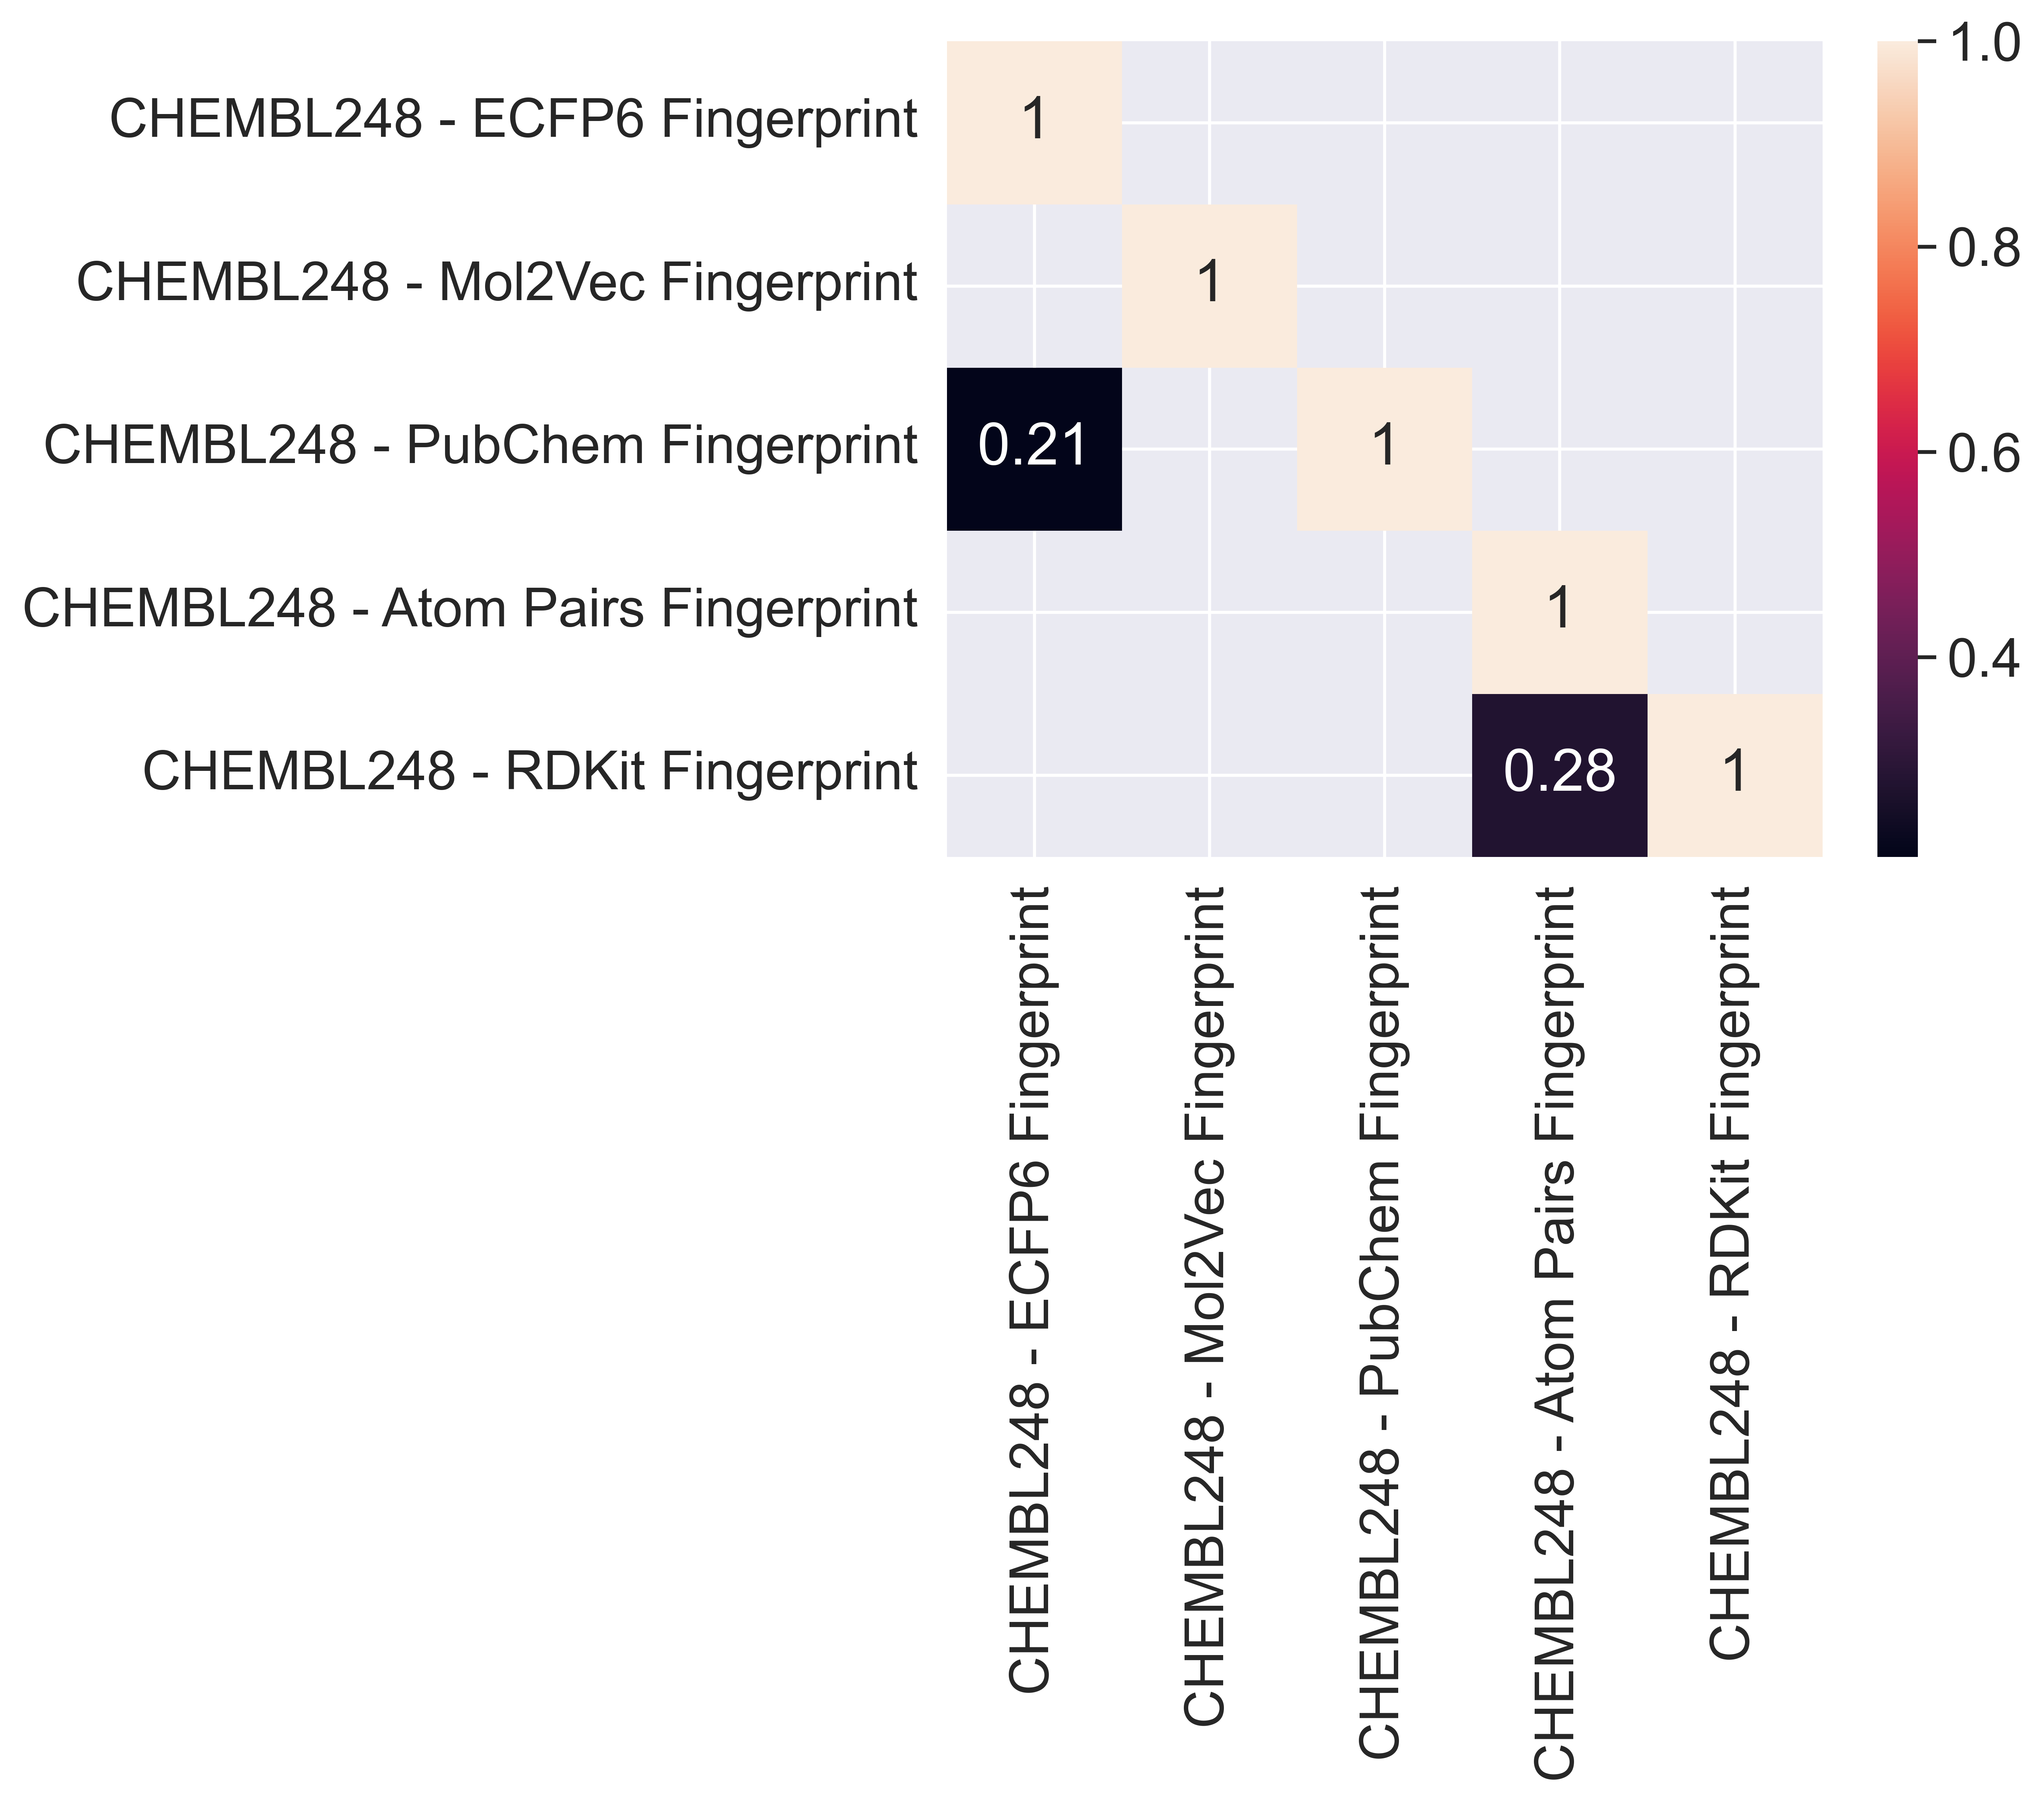 CHEMBL248 - ECFP6 Fingerprint
CHEMBL248 - Mol2Vec Fingerprint
CHEMBL248 - PubChem Fingerprint
CHEMBL248 - Atom Pairs Fingerprint
CHEMBL248 - RDKit Fingerprint
1
1
0.21
1
1
0.28
1
1.0
0.8
0.6
0.4
CHEMBL248 - ECFP6 Fingerprint
CHEMBL248 - Mol2Vec Fingerprint
CHEMBL248 - PubChem Fingerprint
CHEMBL248 - Atom Pairs Fingerprint
CHEMBL248 - RDKit Fingerprint